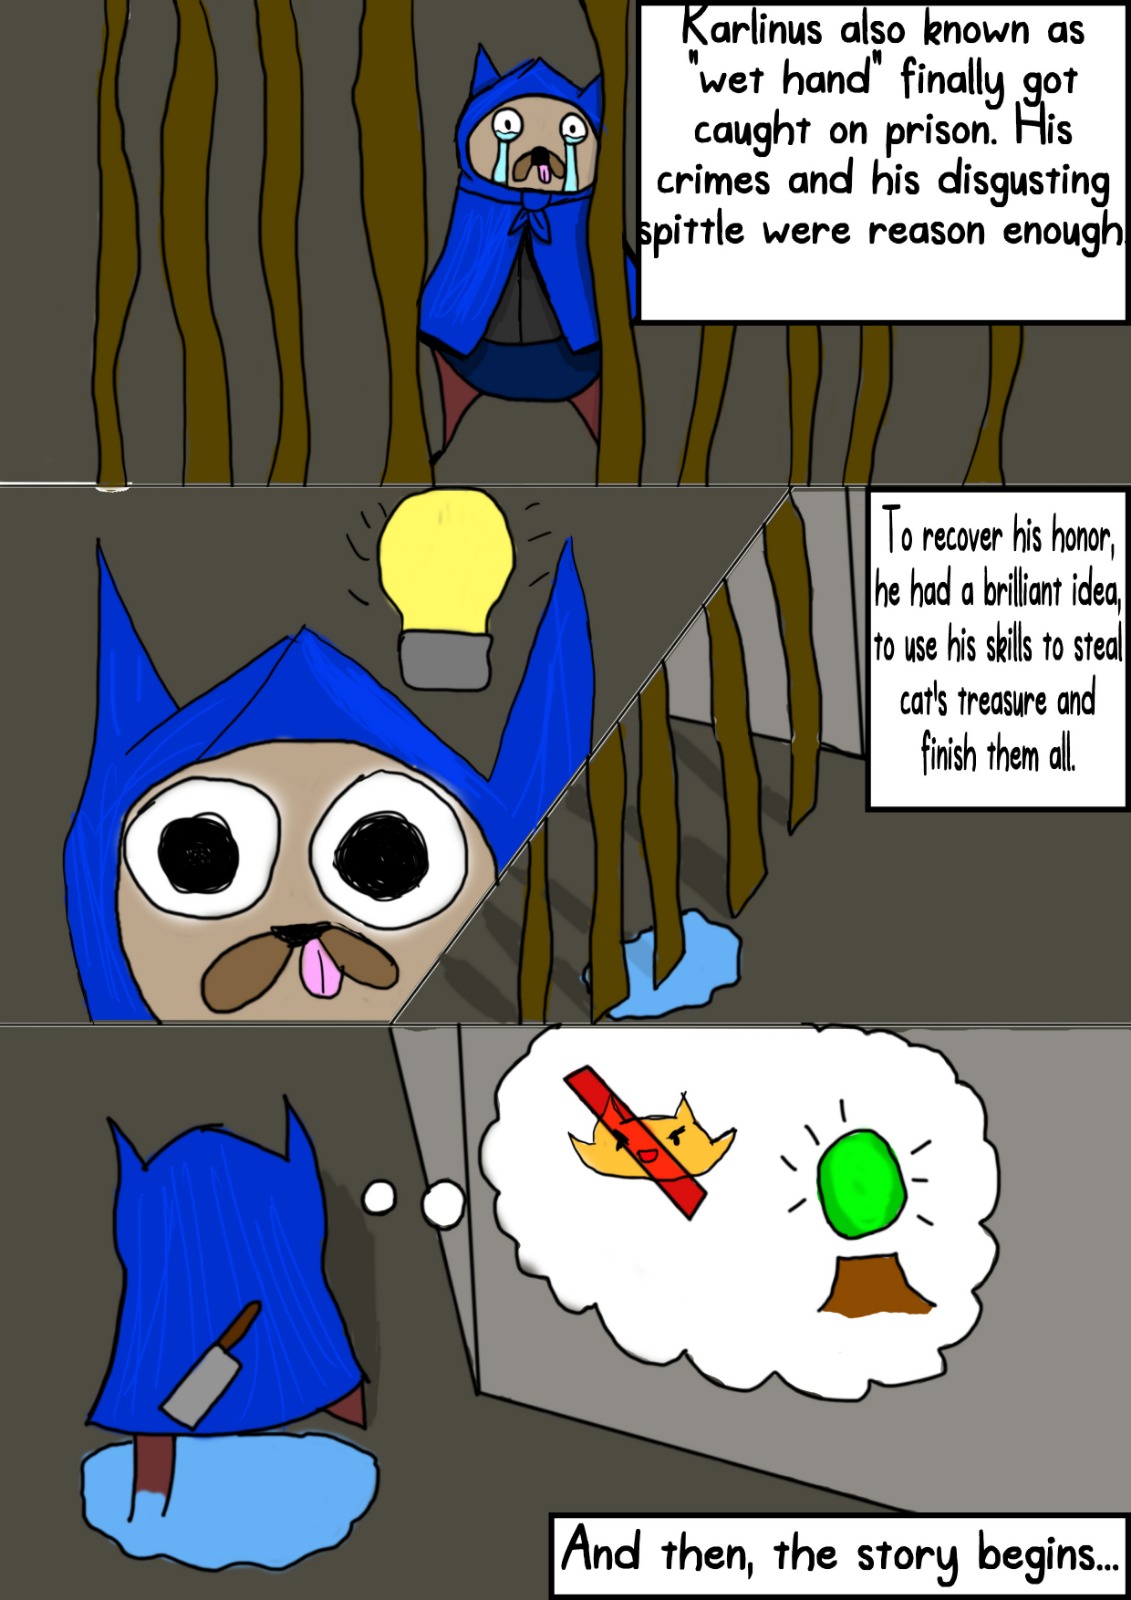 Karlinus also known as
"wet hand" finally got
caught on prison. His
crimes and his disgusting
spittle were reason enough.
To recover his honor,
he had a brilliant idea,
to use his skills to steal
cat's treasure and
finish them all.
And then, the story begins...